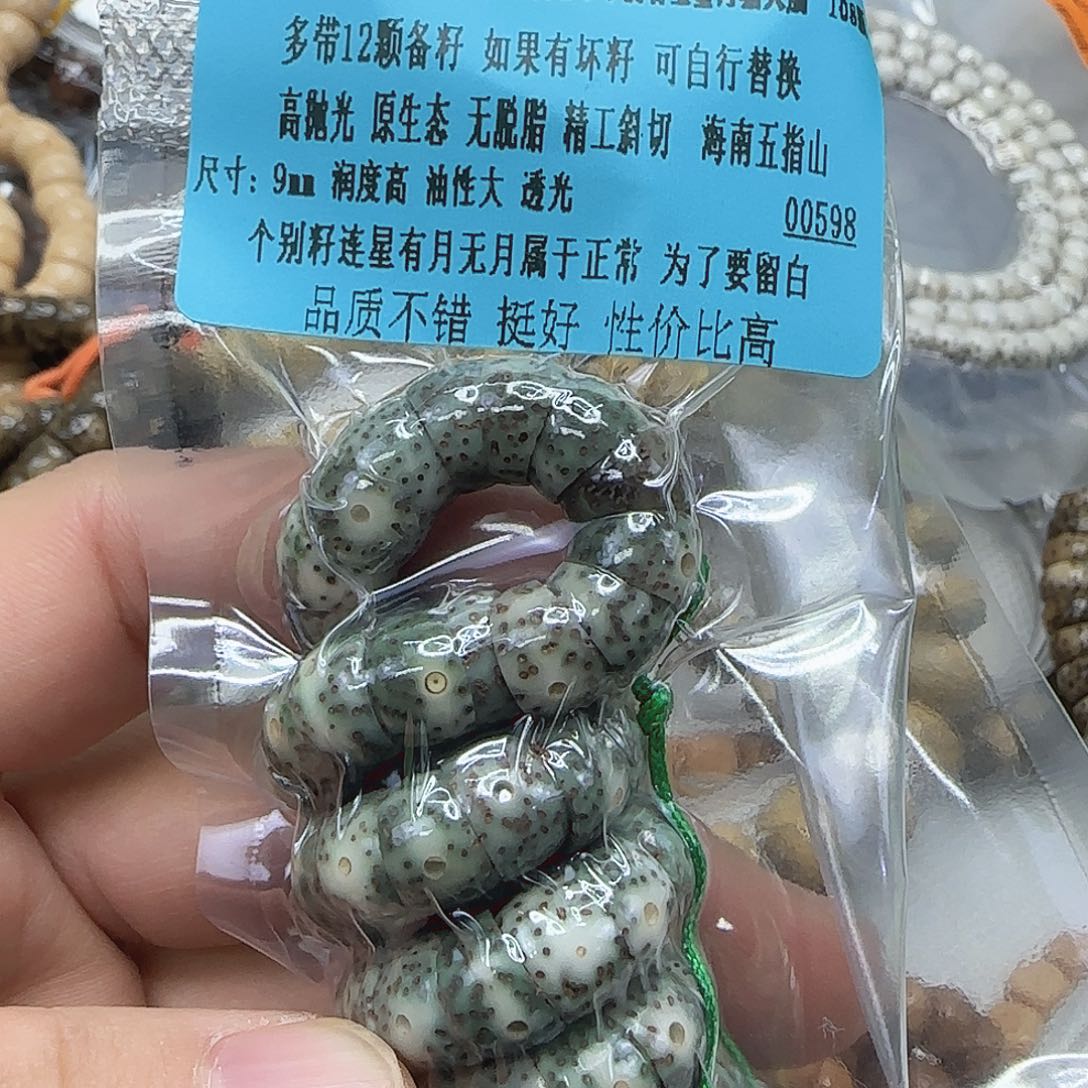 108
多带12颗备籽 如果有坏籽 可自行替换
高抛光 原生态 无脱脂 精工斜切 海南五指山
尺寸：9mm 润度高 油性大 透光
00598
个别籽连星有月无月属于正常 为了要留白
品质不错 挺好 性价比高